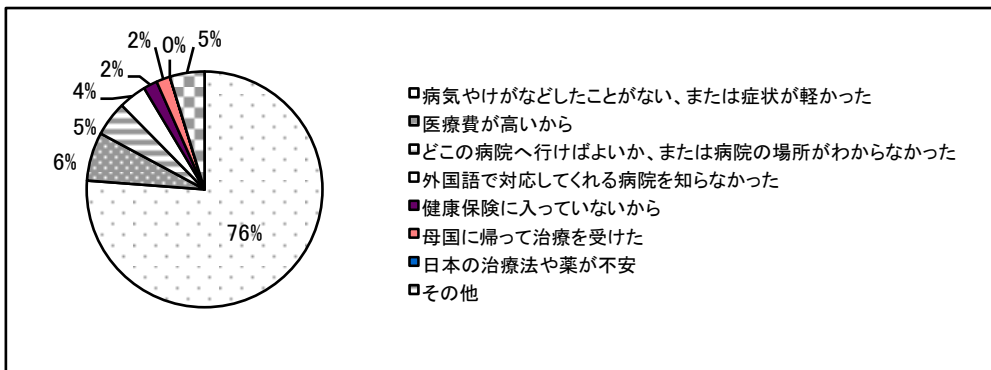 2%
0%
5%
2%
4%
5%
6%
76%
病気やけがなどしたことがない、または症状が軽かった
医療費が高いから
どこの病院へ行けばよいか、または病院の場所がわからなかった
外国語で対応してくれる病院を知らなかった
健康保険に入っていないから
母国に帰って治療を受けた
日本の治療法や薬が不安
その他